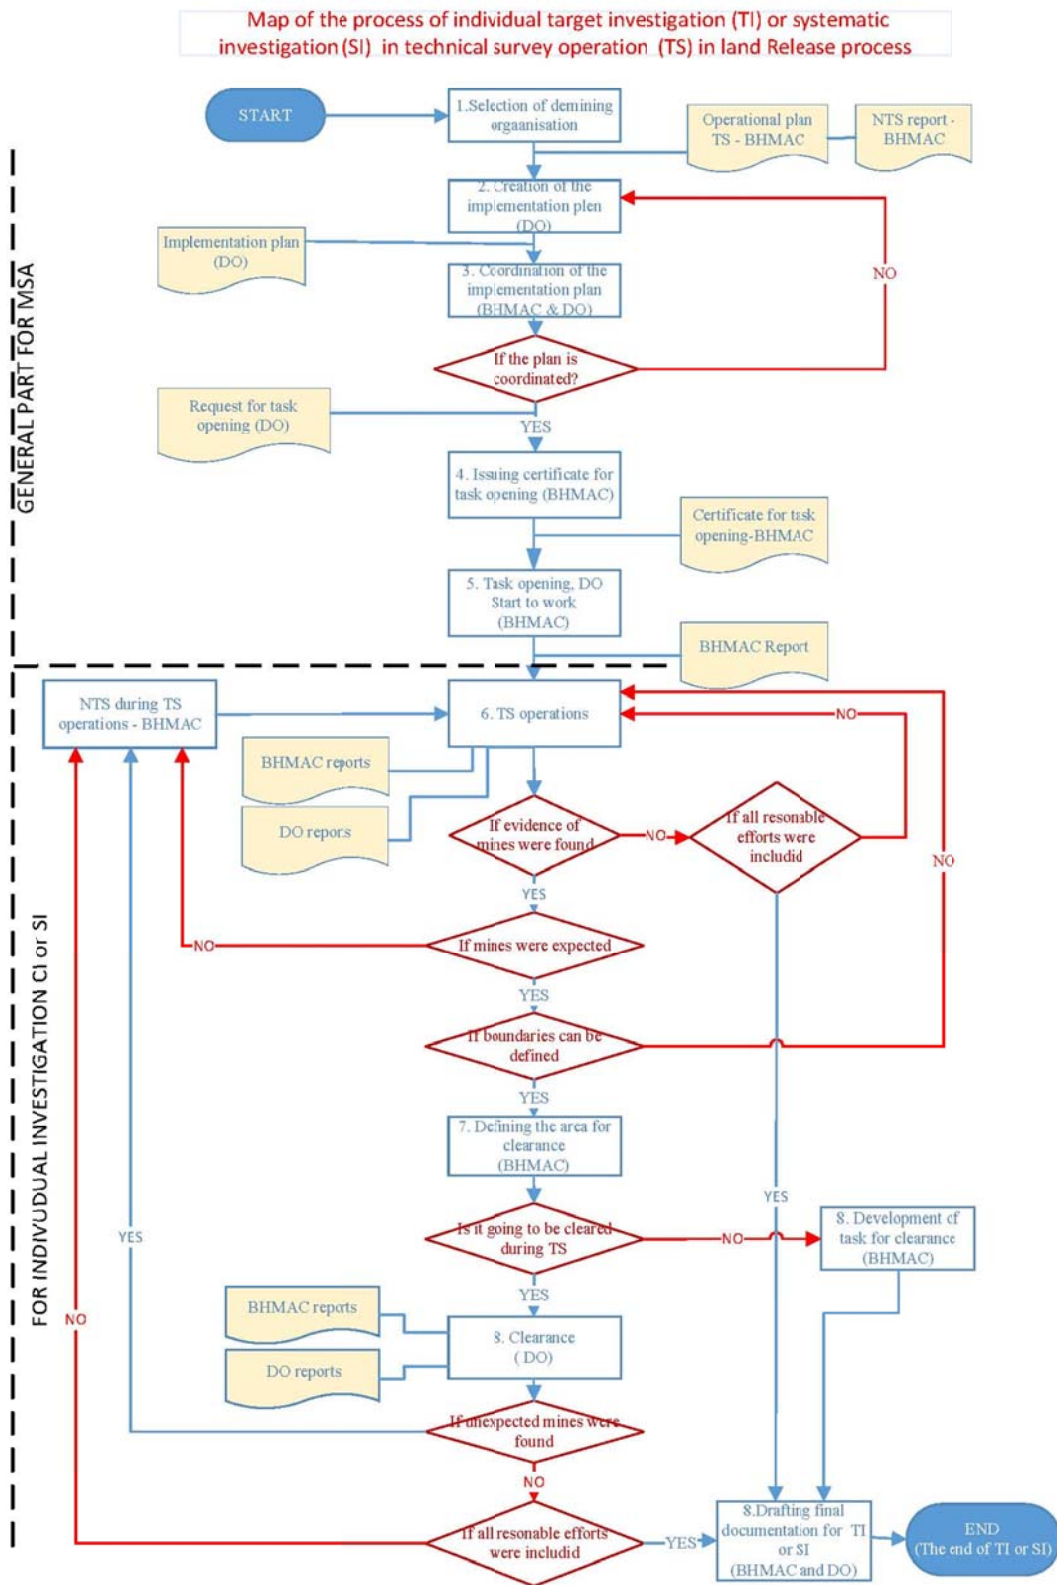 Map of the process of individual target investigation (TI) or systematic
investigation (SI) in technical survey operation (TS) in land Release process
START
1.Selection of demining
orgaanisation
Operational plan
TS - BHMAC
NTS report -
BHMAC
2. Creation of the
implementation plen
(DO)
Implementation plan
(DO)
3. Coordination of the
implementation plan
(BHMAC & DO)
NO
If the plan is
coordinated?
Request for task
opening (DO)
YES
4. Issuing certificate for
task opening (BHMAC)
Certificate for task
opening-BHMAC
5. Task opening, DO
Start to work
(BHMAC)
BHMAC Report
GENERAL PART FOR MSA
NTS during TS
operations - BHMAC
6. TS operations
NO
BHMAC reports
DO reports
If evidence of
mines were found
NO
If all resonable
efforts were
includid
NO
YES
If mines were expected
NO
YES
If boundaries can be
defined
YES
7. Defining the area for
clearance
(BHMAC)
YES
Is it going to be cleared
during TS
NO
8. Development of
task for clearance
(BHMAC)
YES
YES
NO
BHMAC reports
DO reports
8. Clearance
( DO)
If unexpected mines were
found
NO
If all resonable efforts
were includid
YES
8.Drafting final
documentation for TI
or SI
(BHMAC and DO)
END
(The end of TI or SI)
FOR INDIVUDUAL INVESTIGATION CI or SI